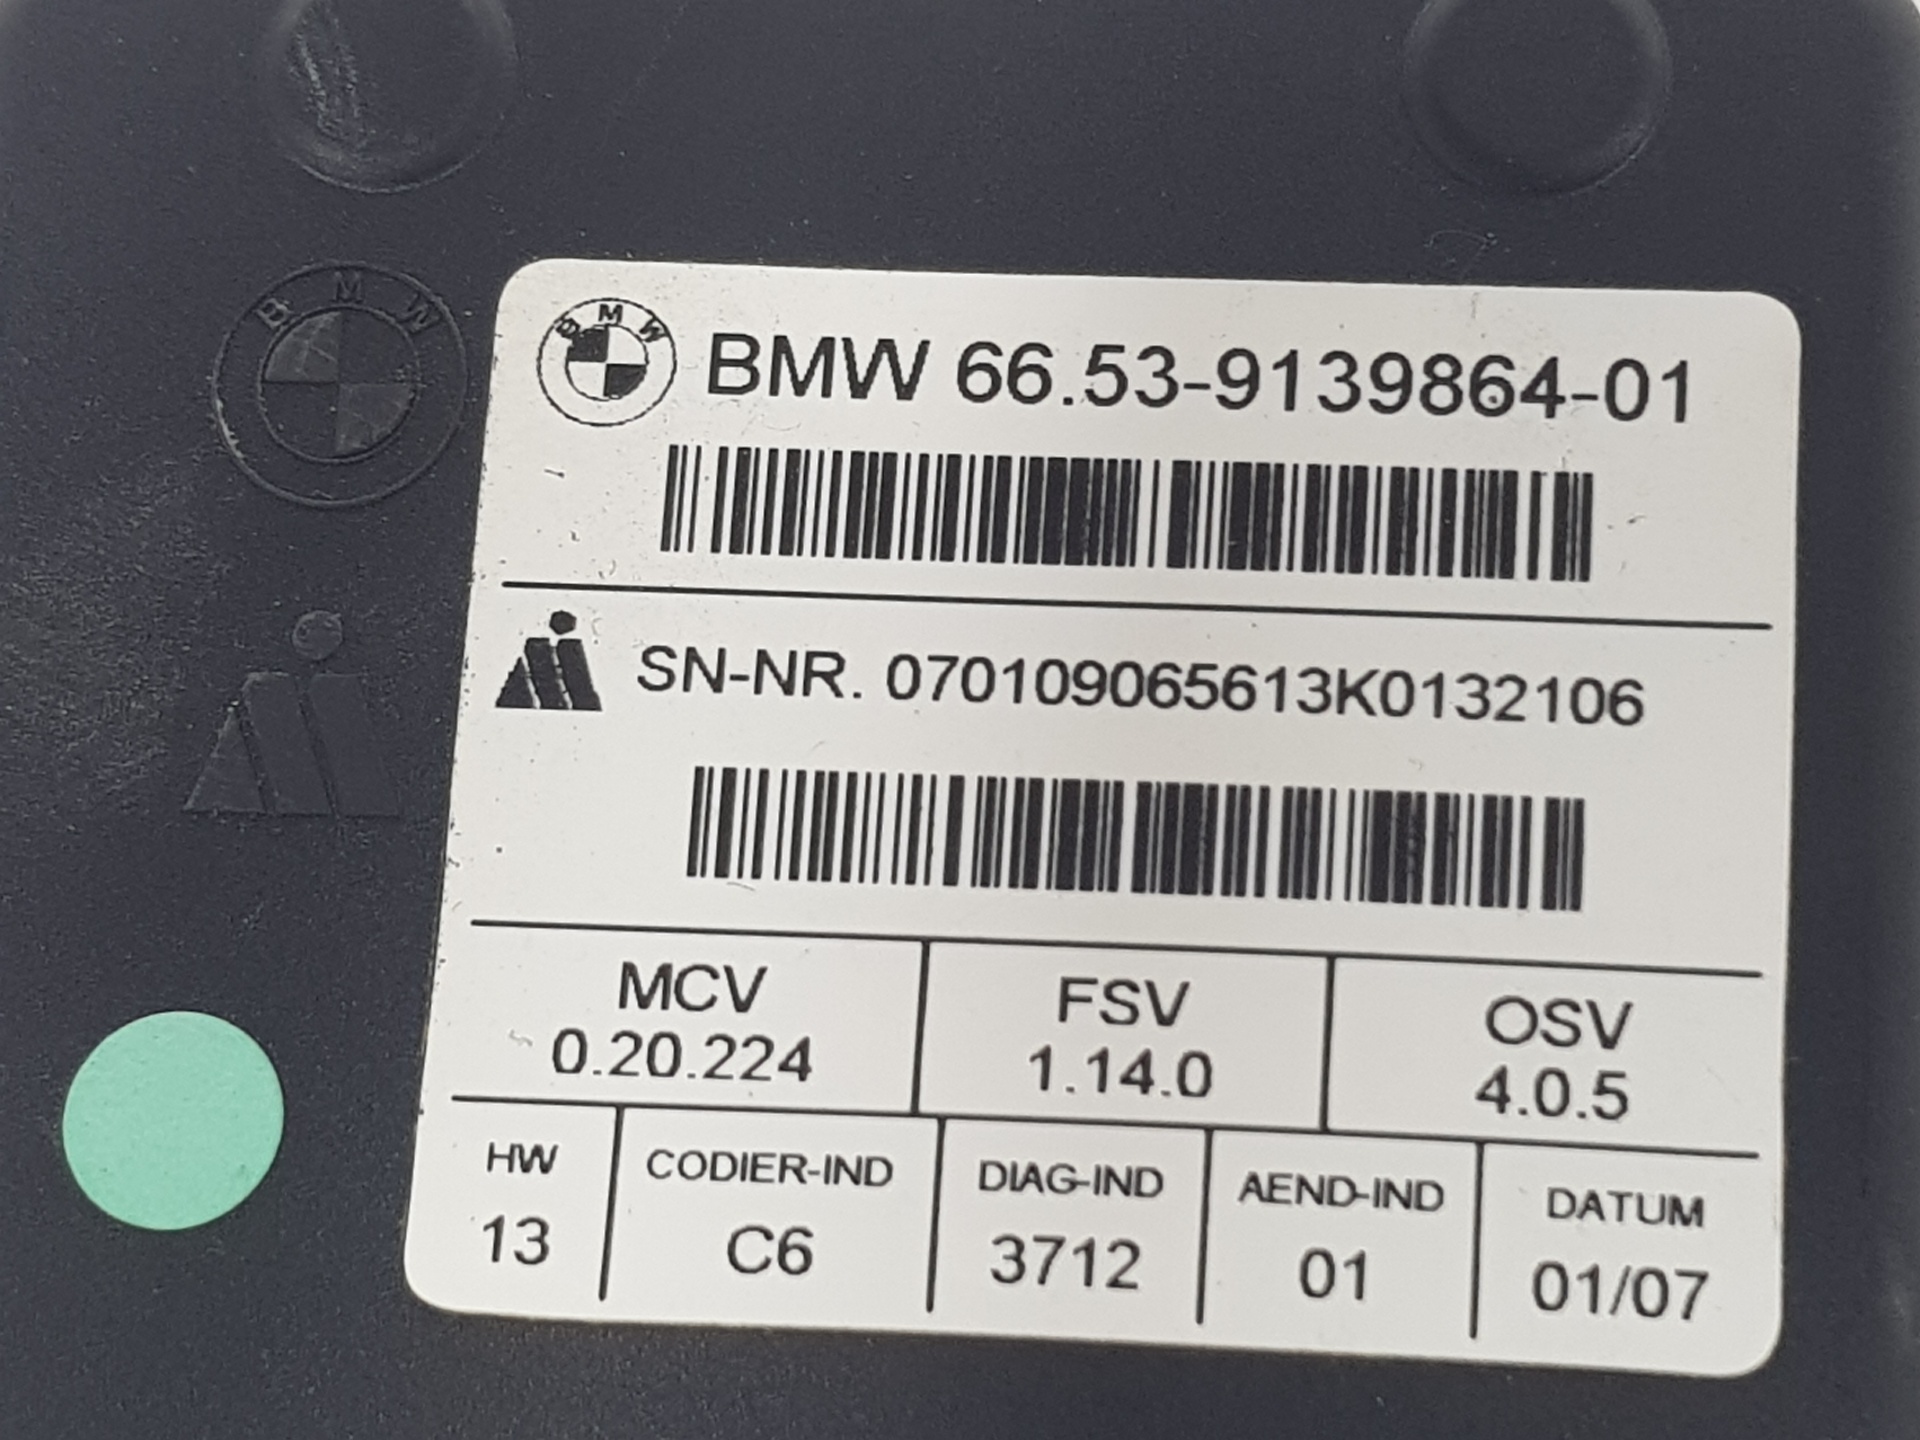 BMW
BMW
BMW 66.53-9139864-01
SN-NR. 070109065613K0132106
MCV
0.20.224
FSV
1.14.0
OSV
4.0.5
HW
13
CODIER-IND
C6
DIAG-IND
3712
AEND-IND
01
DATUM
01/07